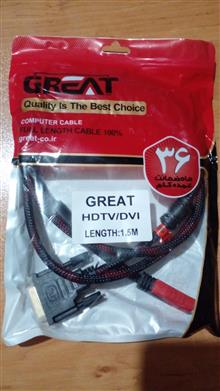 GREAT
Quality Is The Best Choice
COMPUTER CABLE
FULL LENGTH CABLE 100%
great-co.ir
۳۶
ماه ضمانت
GREAT
HDTV/DVI
LENGTH:1.5M